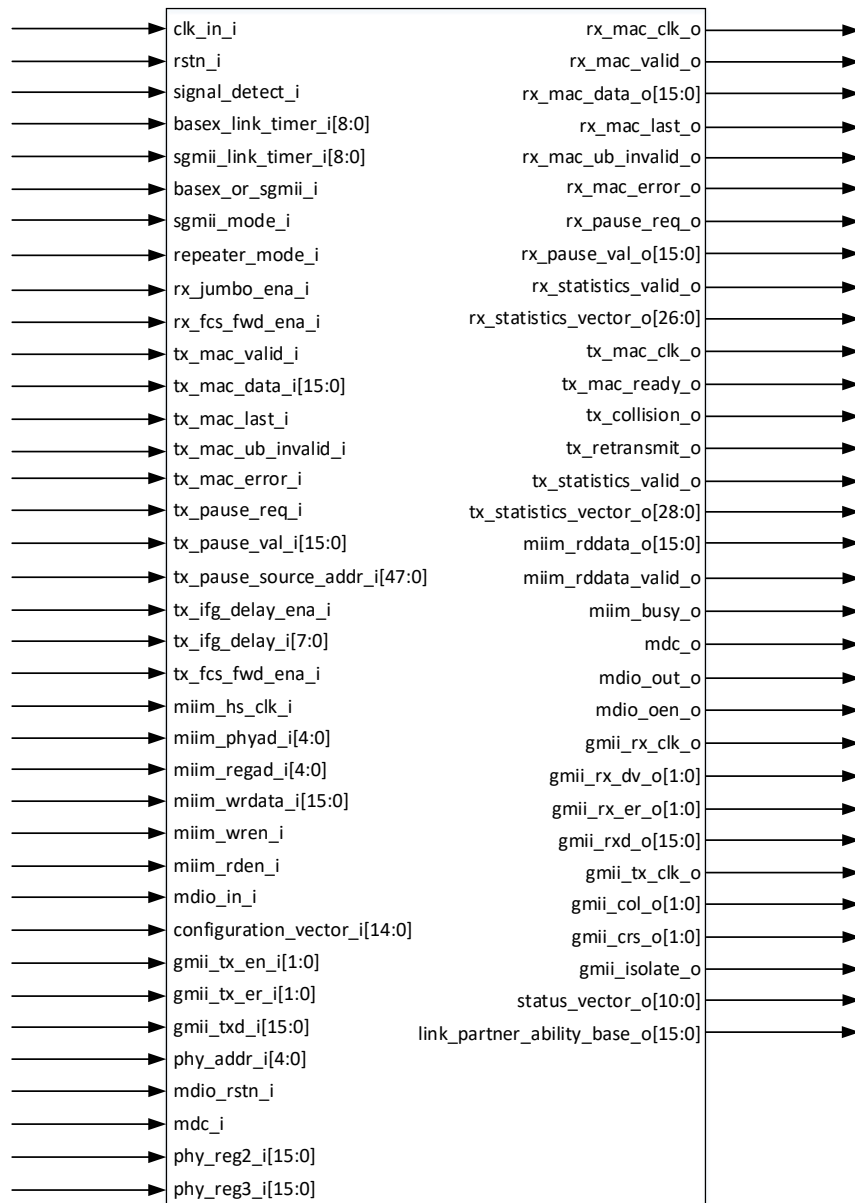 clk_in_i
rstn_i
signal_detect_i
basex_link_timer_i[8:0]
sgmii_link_timer_i[8:0]
basex_or_sgmii_i
sgmii_mode_i
repeater_mode_i
rx_jumbo_ena_i
rx_fcs_fwd_ena_i
tx_mac_valid_i
tx_mac_data_i[15:0]
tx_mac_last_i
tx_mac_ub_invalid_i
tx_mac_error_i
tx_pause_req_i
tx_pause_val_i[15:0]
tx_pause_source_addr_i[47:0]
tx_ifg_delay_ena_i
tx_ifg_delay_i[7:0]
tx_fcs_fwd_ena_i
miim_hs_clk_i
miim_phyad_i[4:0]
miim_regad_i[4:0]
miim_wrdata_i[15:0]
miim_wren_i
miim_rden_i
mdio_in_i
configuration_vector_i[14:0]
gmii_tx_en_i[1:0]
gmii_tx_er_i[1:0]
gmii_txd_i[15:0]
phy_addr_i[4:0]
mdio_rstn_i
mdc_i
phy_reg2_i[15:0]
phy_reg3_i[15:0]
rx_mac_clk_o
rx_mac_valid_o
rx_mac_data_o[15:0]
rx_mac_last_o
rx_mac_ub_invalid_o
rx_mac_error_o
rx_pause_req_o
rx_pause_val_o[15:0]
rx_statistics_valid_o
rx_statistics_vector_o[26:0]
tx_mac_clk_o
tx_mac_ready_o
tx_collision_o
tx_retransmit_o
tx_statistics_valid_o
tx_statistics_vector_o[28:0]
miim_rddata_o[15:0]
miim_rddata_valid_o
miim_busy_o
mdc_o
mdio_out_o
mdio_oen_o
gmii_rx_clk_o
gmii_rx_dv_o[1:0]
gmii_rx_er_o[1:0]
gmii_rxd_o[15:0]
gmii_tx_clk_o
gmii_col_o[1:0]
gmii_crs_o[1:0]
gmii_isolate_o
status_vector_o[10:0]
link_partner_ability_base_o[15:0]